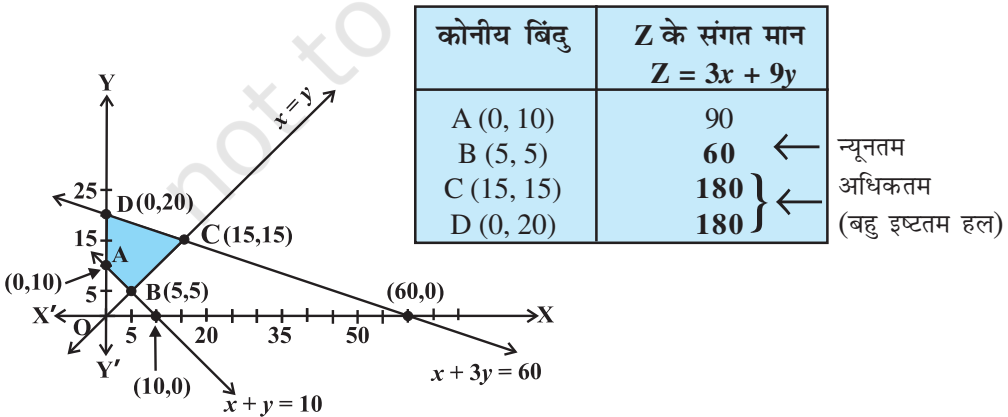 not to
कोनीय बिंदु
Z के संगत मान
Z = 3x + 9y
A (0, 10)
90
B (5, 5)
60
न्यूनतम
C (15, 15)
180
अधिकतम
D (0, 20)
180
(बहु इष्टतम हल)
Y
x = y
25
D (0,20)
15
C (15,15)
A
(0,10)
5
B(5,5)
(60,0)
X′
O
5
20
35
50
X
Y′
(10,0)
x + y = 10
x + 3y = 60